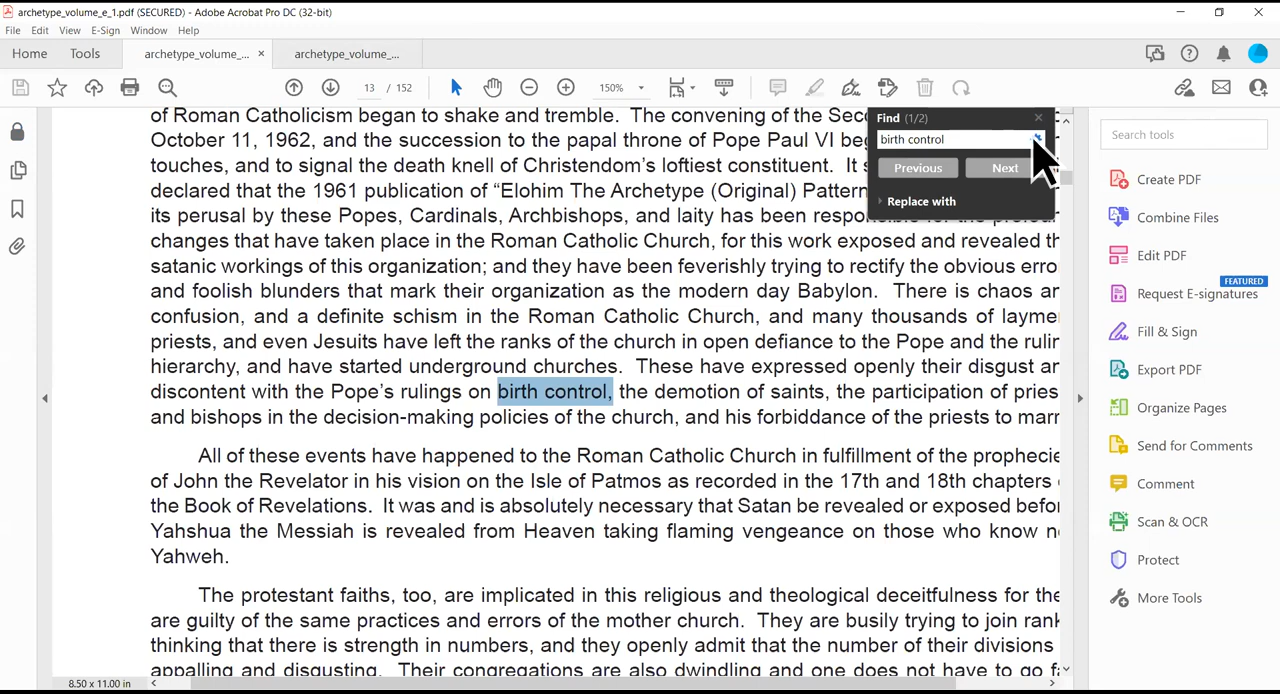 archetype_volume_e_1.pdf (SECURED) - Adobe Acrobat Pro DC (32-bit)
File Edit View E-Sign Window Help
Home Tools archetype_volume_... × archetype_volume_...
13 / 152 150%
Find (1/2)
birth control
Previous Next
Replace with
of Roman Catholicism began to shake and tremble. The convening of the
October 11, 1962, and the succession to the papal throne of Pope Paul VI
touches, and to signal the death knell of Christendom's loftiest constituent. It
declared that the 1961 publication of "Elohim The Archetype (Original)
its perusal by these Popes, Cardinals, Archbishops, and laity has been
changes that have taken place in the Roman Catholic Church, for this work exposed and revealed
satanic workings of this organization; and they have been feverishly trying to rectify the obvious
and foolish blunders that mark their organization as the modern day Babylon. There is chaos
confusion, and a definite schism in the Roman Catholic Church, and many thousands of
priests, and even Jesuits have left the ranks of the church in open defiance to the Pope and the
hierarchy, and have started underground churches. These have expressed openly their disgust
discontent with the Pope's rulings on birth control, the demotion of saints, the participation of
and bishops in the decision-making policies of the church, and his forbiddance of the priests to
All of these events have happened to the Roman Catholic Church in fulfillment of the
of John the Revelator in his vision on the Isle of Patmos as recorded in the 17th and 18th chapters
the Book of Revelations. It was and is absolutely necessary that Satan be revealed or exposed
Yahshua the Messiah is revealed from Heaven taking flaming vengeance on those who know
Yahweh.
The protestant faiths, too, are implicated in this religious and theological deceitfulness for
are guilty of the same practices and errors of the mother church. They are busily trying to join
thinking that there is strength in numbers, and they openly admit that the number of their divisions
appalling and disgusting. Their congregations are also dwindling and one does not have to go
8.50 x 11.00 in
Search tools
Create PDF
Combine Files
Edit PDF
FEATURED
Request E-signatures
Fill & Sign
Export PDF
Organize Pages
Send for Comments
Comment
Scan & OCR
Protect
More Tools